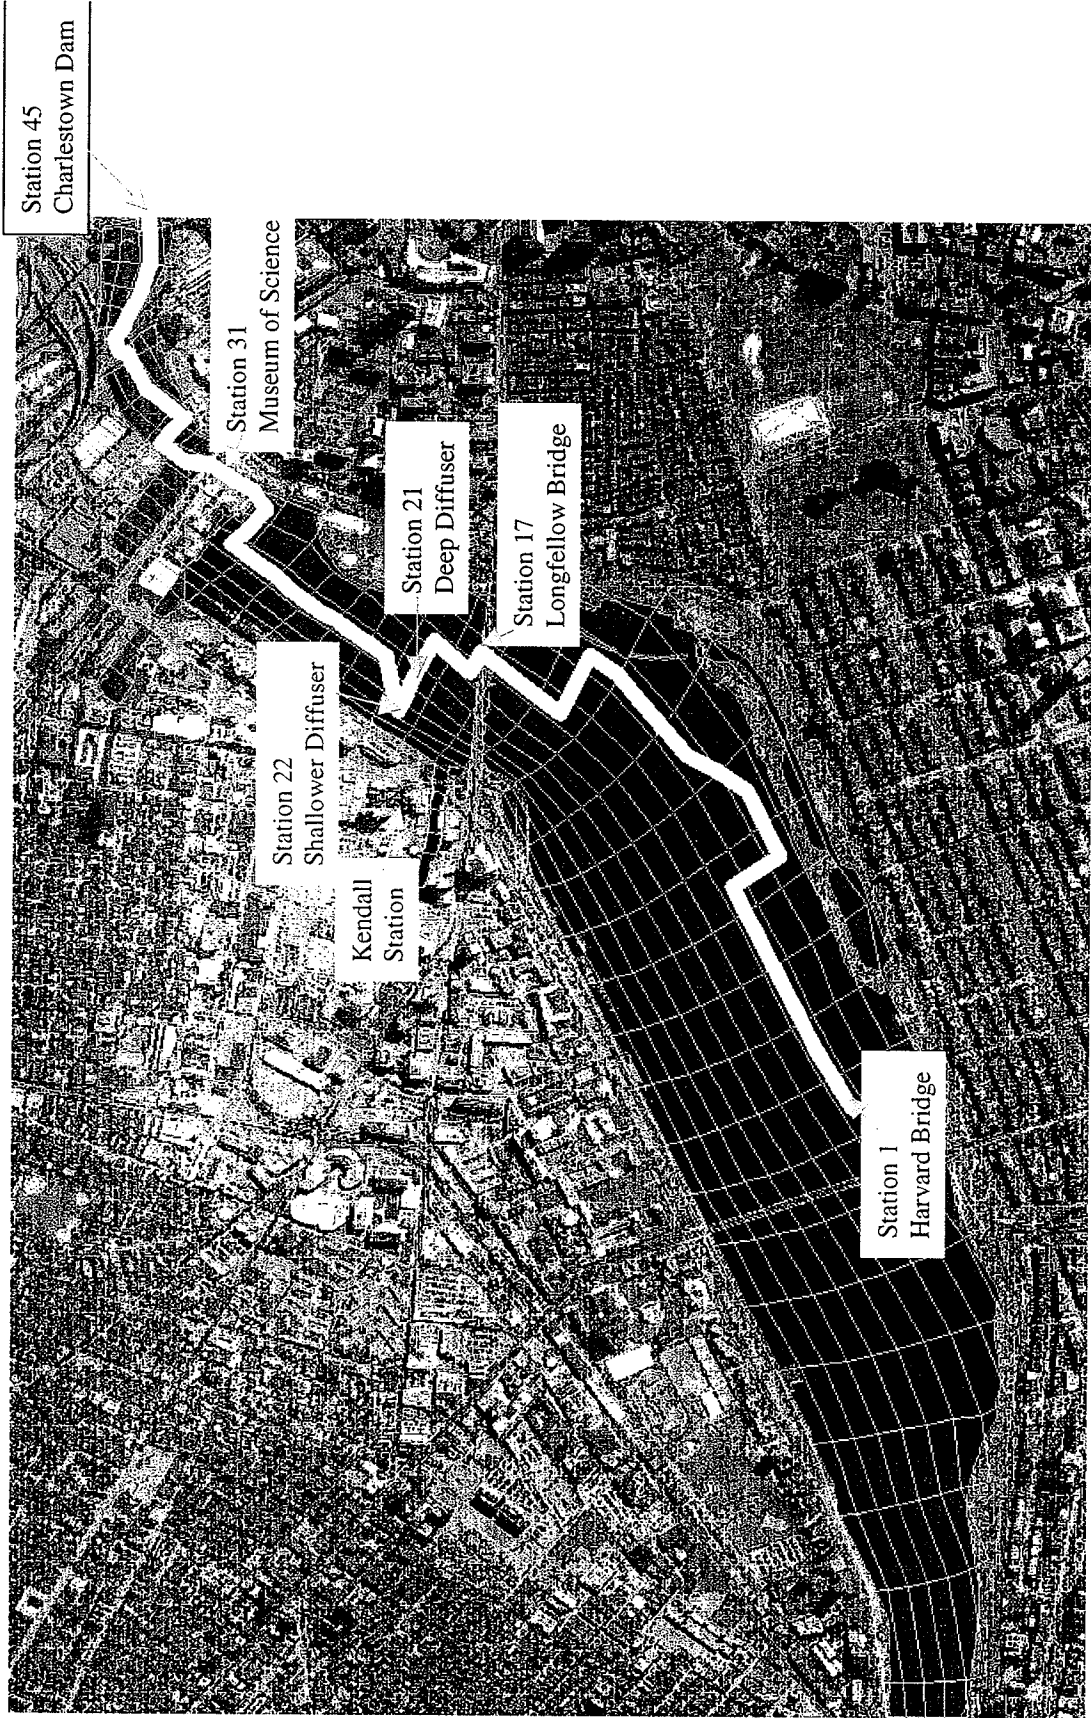 Station 45
Charlestown Dam
Station 31
Museum of Science
Station 21
Deep Diffuser
Station 17
Longfellow Bridge
Station 22
Shallower Diffuser
Kendall
Station
Station 1
Harvard Bridge